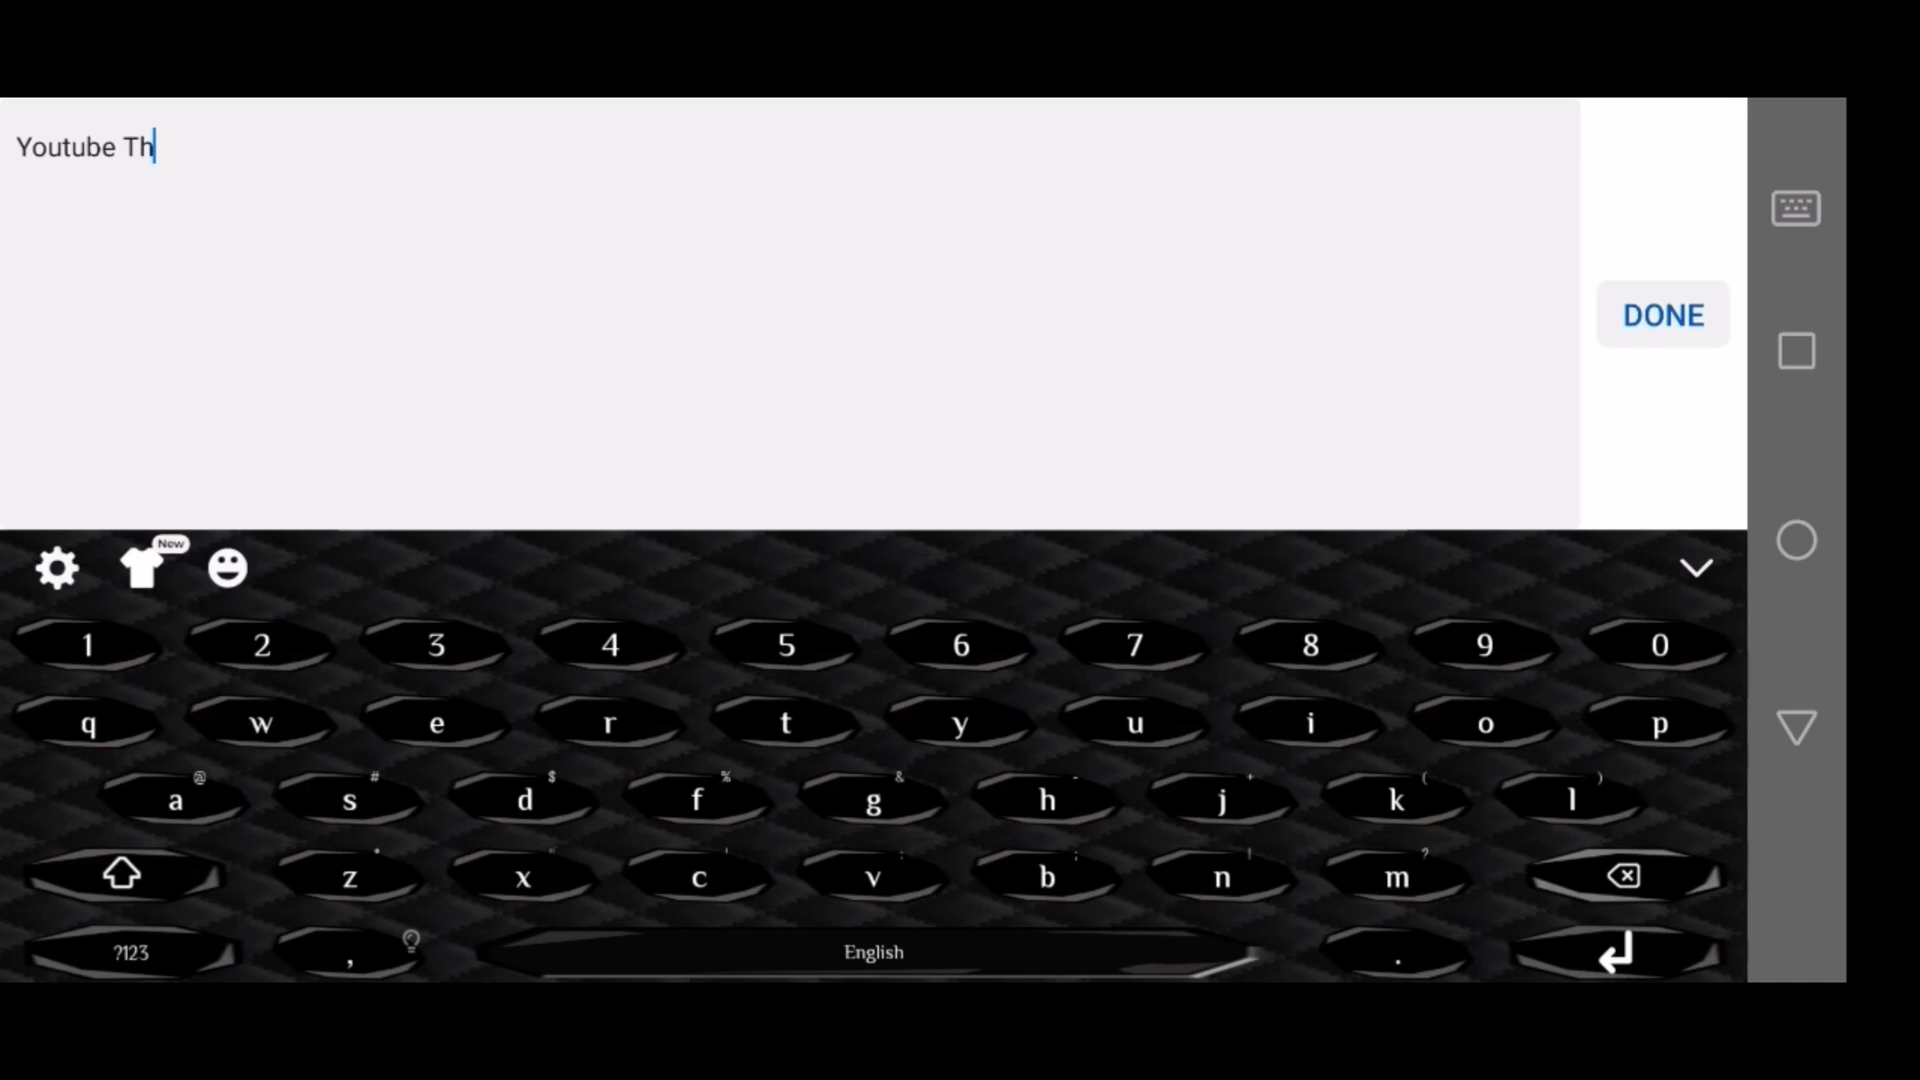 Youtube Th
DONE
New
1 2 3 4 5 6 7 8 9 0
q w e r t y u i o p
@ # $ % & - + ( )
a s d f g h j k l
* " ' : ; ?
z x c v b n m
?123 , English .